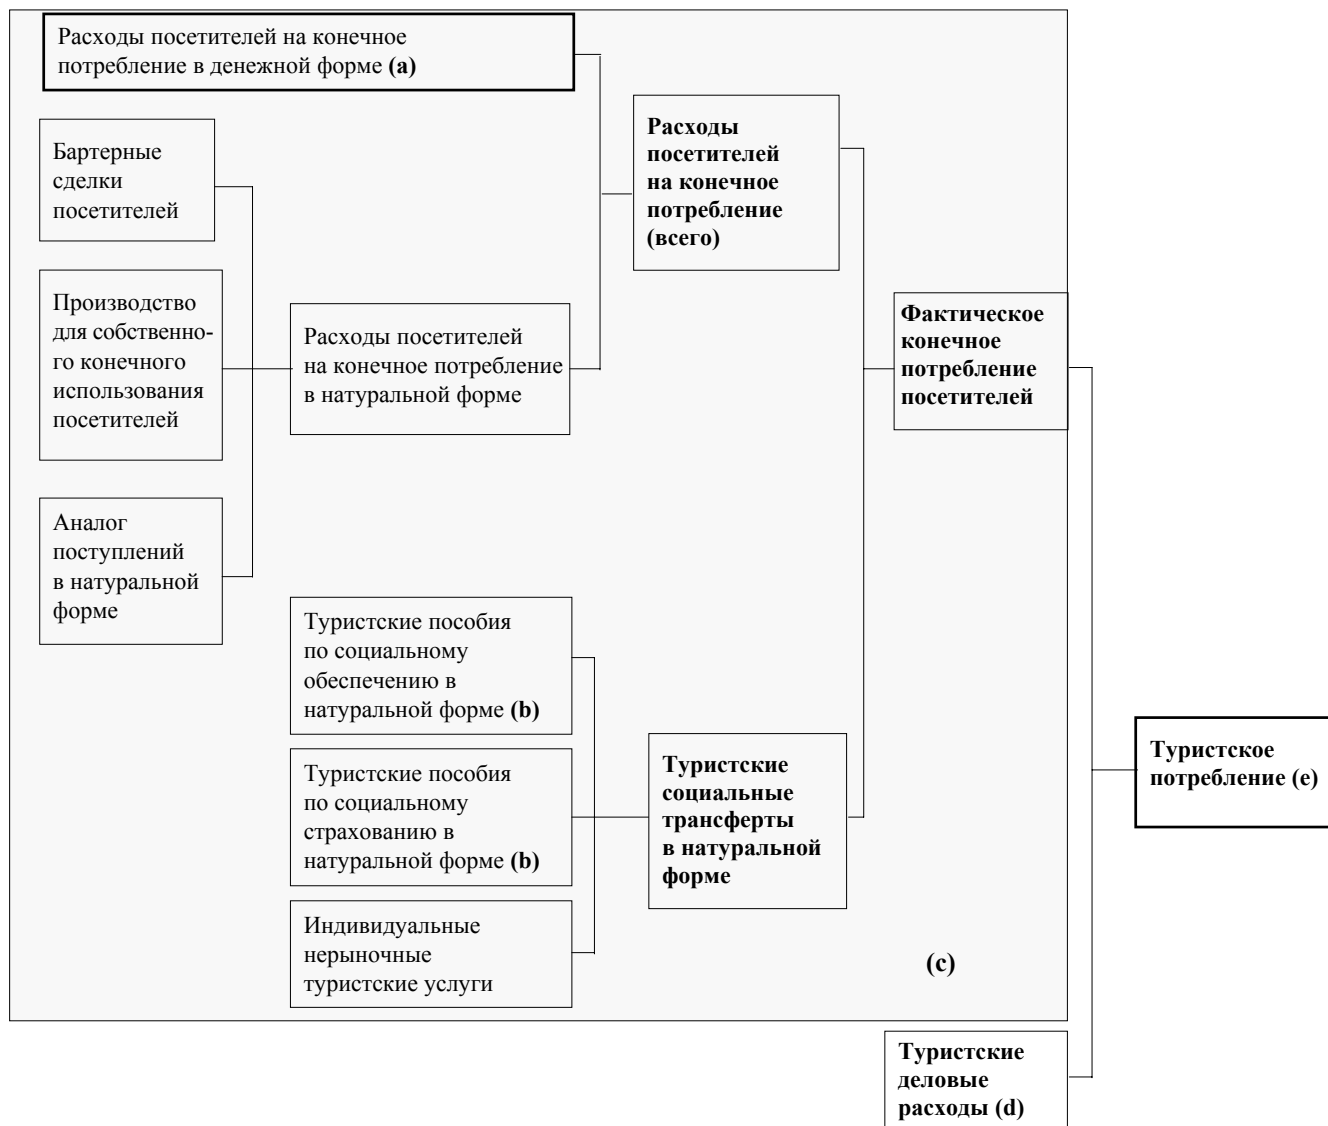 Расходы посетителей на конечное
потребление в денежной форме (a)
Бартерные
сделки
посетителей
Производство
для собственно-
го конечного
использования
посетителей
Аналог
поступлений
в натуральной
форме
Расходы посетителей
на конечное потребление
в натуральной форме
Расходы
посетителей
на конечное
потребление
(всего)
Фактическое
конечное
потребление
посетителей
Туристские пособия
по социальному
обеспечению в
натуральной форме (b)
Туристские пособия
по социальному
страхованию в
натуральной форме (b)
Индивидуальные
нерыночные
туристские услуги
Туристские
социальные
трансферты
в натуральной
форме
(c)
Туристское
потребление (e)
Туристские
деловые
расходы (d)